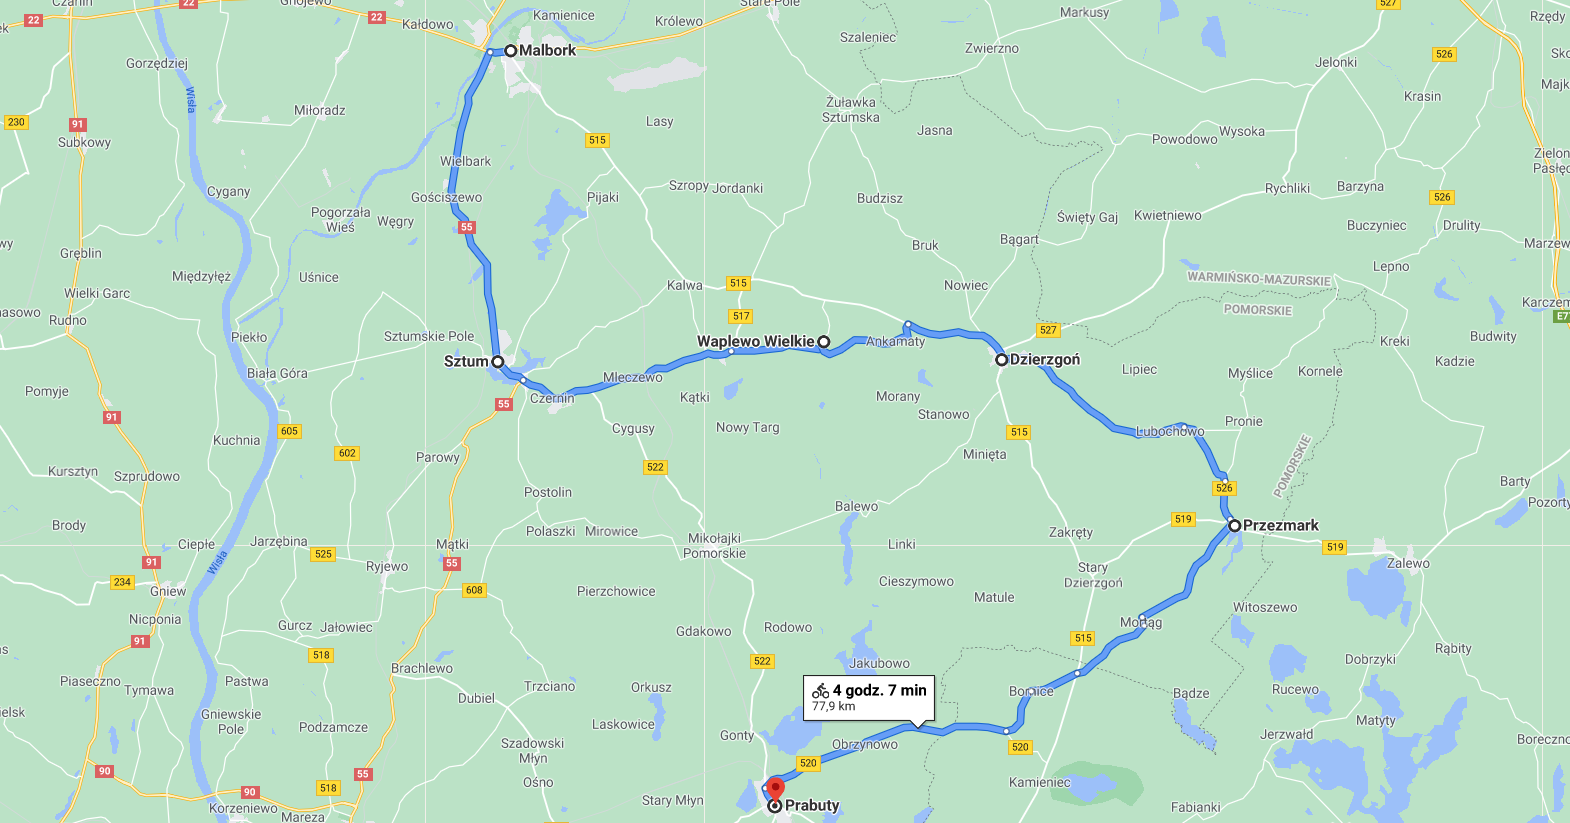 Czarlin
22
Gnojewo
22
Kałdowo
22
Kamienice
Królewo
Stare Pole
Markusy
527
Rzędy
Szaleniec
Zwierzno
Malbork
Gorzędziej
Jelonki
526
Majk
Wisła
Miłoradz
Krasin
230
91
Subkowy
Lasy
Żuławka
Sztumska
Jasna
515
Powodowo
Wysoka
Zielon
Pasłęc
Wielbark
Cygany
Gościszewo
Pijaki
Szropy
Jordanki
Budzisz
Rychliki
Barzyna
526
Pogorzała
Wieś
Węgry
55
Święty Gaj
Kwietniewo
Buczyniec
Drulity
Gręblin
Bruk
Bągart
Marzew
Lepno
Międzyłęż
Uśnice
Kalwa
515
Nowiec
WARMIŃSKO-MAZURSKIE
POMORSKIE
Wielki Garc
Rudno
517
Karczem
E7
Piekło
Sztumskie Pole
Waplewo Wielkie
Ankamaty
527
Kreki
Budwity
Sztum
Dzierzgoń
Kadzie
Biała Góra
Mleczewo
Lipiec
Myślice
Kornele
Pomyje
55
Czernin
Kątki
Morany
Stanowo
91
605
Kuchnia
Cygusy
Nowy Targ
515
Lubochowo
Pronie
602
Parowy
522
Minięta
POMORSKIE
Kursztyn
Szprudowo
Postolin
526
Barty
Pozorty
Balewo
Brody
Ciepłe
Jarzębina
Polaszki
Mirowice
519
Przezmark
Zakręty
Mątki
Mikołajki
Pomorskie
Linki
519
Wisła
525
91
55
Ryjewo
Stary
Dzierzgoń
Zalewo
234
Gniew
608
Pierzchowice
Cieszymowo
Matule
Witoszewo
Nicponia
Gurcz
Jałowiec
Gdakowo
Rodowo
Mortąg
91
518
515
522
Jakubowo
Dobrzyki
Rąbity
Brachlewo
Piaseczno
Tymawa
Pastwa
Dubiel
Trzciano
Orkusz
4 godz. 7 min
77,9 km
Bornice
Bądze
Rucewo
Gniewskie
Pole
Podzamcze
Laskowice
Matyty
Gonty
Obrzynowo
520
Jerzwałd
Szadowski
Młyn
90
55
520
518
Ośno
Kamieniec
90
Korzeniewo
Mareza
Stary Młyn
Prabuty
Fabianki